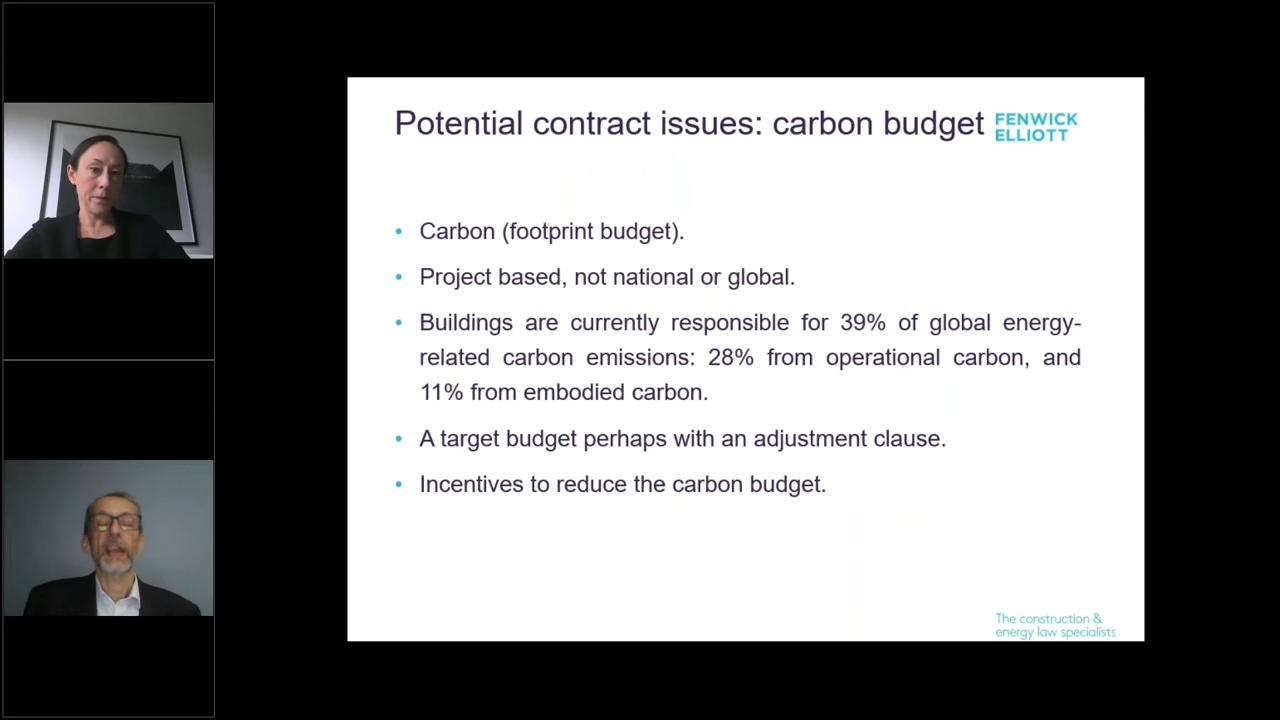 Potential contract issues: carbon budget
FENWICK
ELLIOTT
• Carbon (footprint budget).
• Project based, not national or global.
• Buildings are currently responsible for 39% of global energy-
related carbon emissions: 28% from operational carbon, and
11% from embodied carbon.
• A target budget perhaps with an adjustment clause.
• Incentives to reduce the carbon budget.
The construction &
energy law specialists